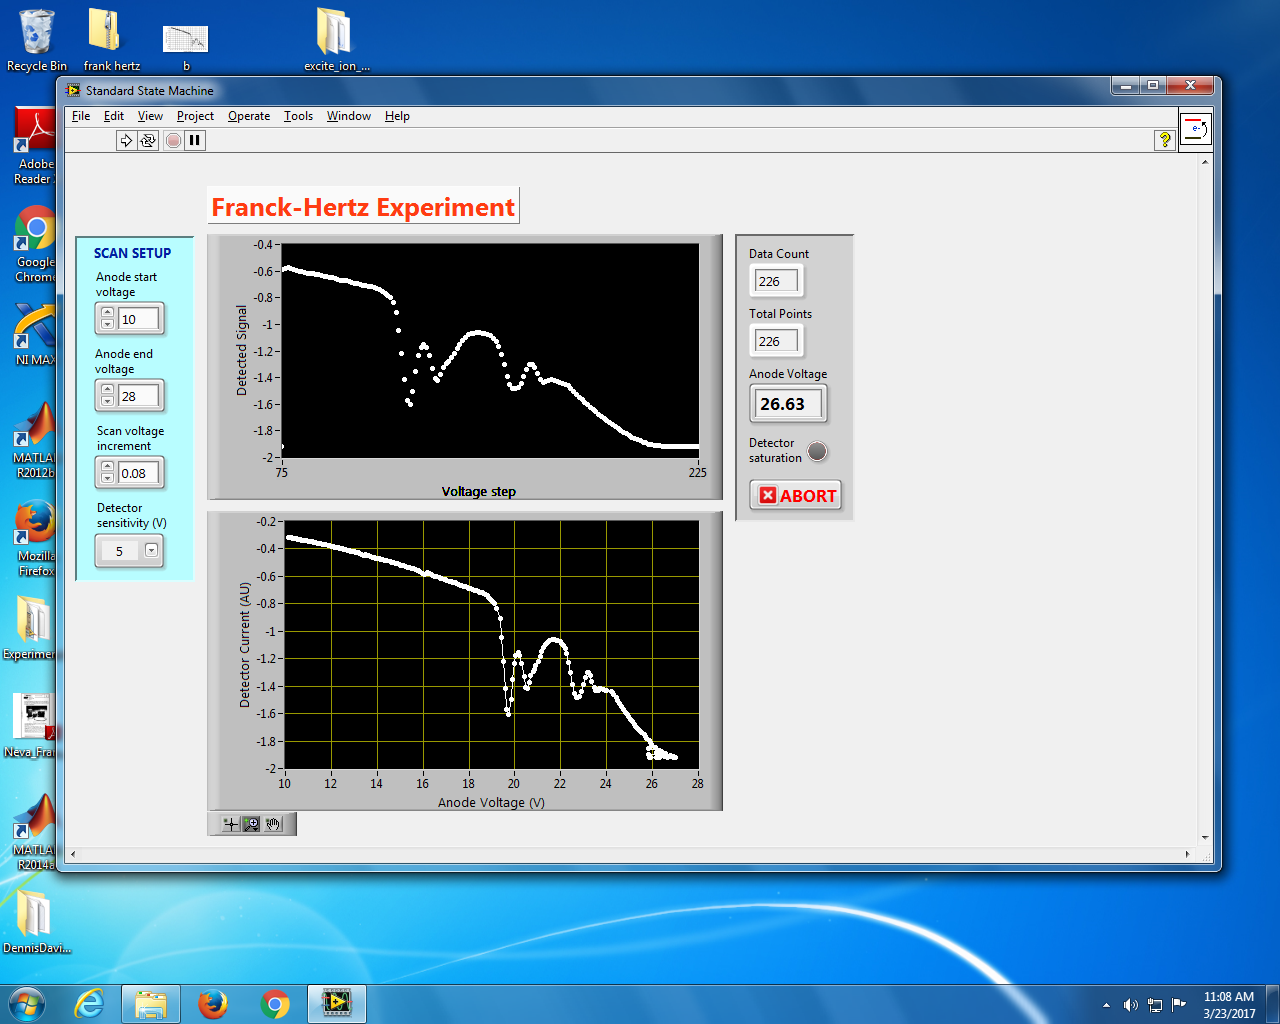 Recycle Bin
frank hertz
b
excite_ion_...
Adobe
Reader
Google
Chrome
NI MAX
MATLAB
R2012b
Mozilla
Firefox
Experimen
Neva_Fra
MATLA
R2014a
DennisDavi...
Standard State Machine
File Edit View Project Operate Tools Window Help
?
e-
Franck-Hertz Experiment
SCAN SETUP
Anode start
voltage
10
Anode end
voltage
28
Scan voltage
increment
0.08
Detector
sensitivity (V)
5
Detected Signal
-0.4
-0.6
-0.8
-1
-1.2
-1.4
-1.6
-1.8
-2
75 225
Voltage step
Detector Current (AU)
-0.2
-0.4
-0.6
-0.8
-1
-1.2
-1.4
-1.6
-1.8
-2
10 12 14 16 18 20 22 24 26 28
Anode Voltage (V)
Data Count
226
Total Points
226
Anode Voltage
26.63
Detector
saturation
ABORT
11:08 AM
3/23/2017